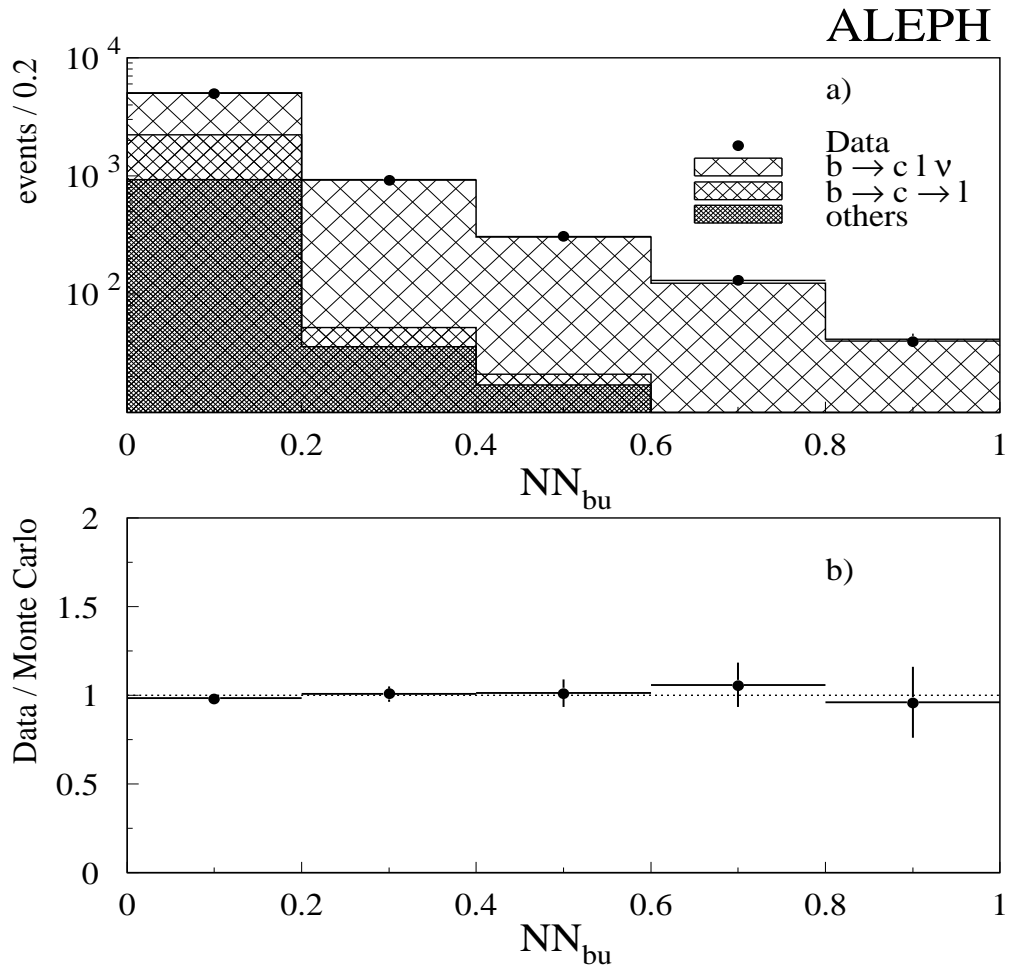 ALEPH
events / 0.2
10 4
10 3
10 2
a)
Data
b → c l ν
b → c → l
others
0 0.2 0.4 0.6 0.8 1
NNbu
Data / Monte Carlo
2
1.5
1
0.5
0
b)
0 0.2 0.4 0.6 0.8 1
NNbu